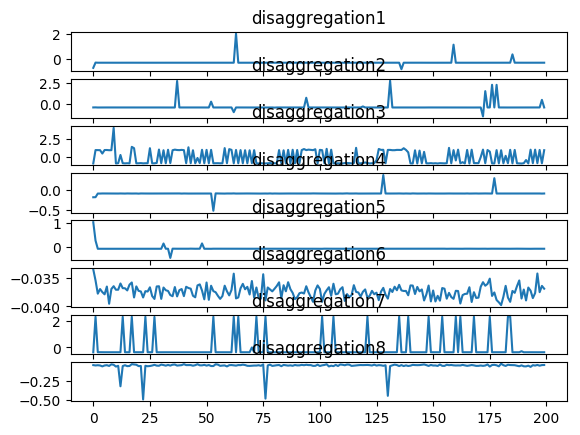 disaggregation1
2
0
disaggregation2
2.5
0.0
disaggregation3
2.5
0.0
disaggregation4
0.0
−0.5
disaggregation5
1
0
disaggregation6
−0.035
−0.040
disaggregation7
2
0
disaggregation8
−0.25
−0.50
0 25 50 75 100 125 150 175 200